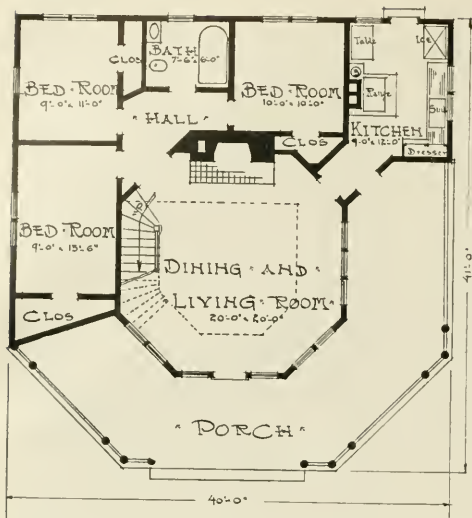 BATH
7'-6" x 6'-0"
Table
Ice
CLOS
BED·ROOM
9'-0" x 11'-0"
BED·ROOM
10'-0" x 10'-0"
Range
Sink
"HALL"
KITCHEN
9'-0" x 12'-0"
CLOS
Dresser
BED·ROOM
9'-0" x 13'-6"
DINING·AND·
LIVING·ROOM·
20'-0" x 20'-0"
CLOS
"PORCH"
41'-0"
40'-0"